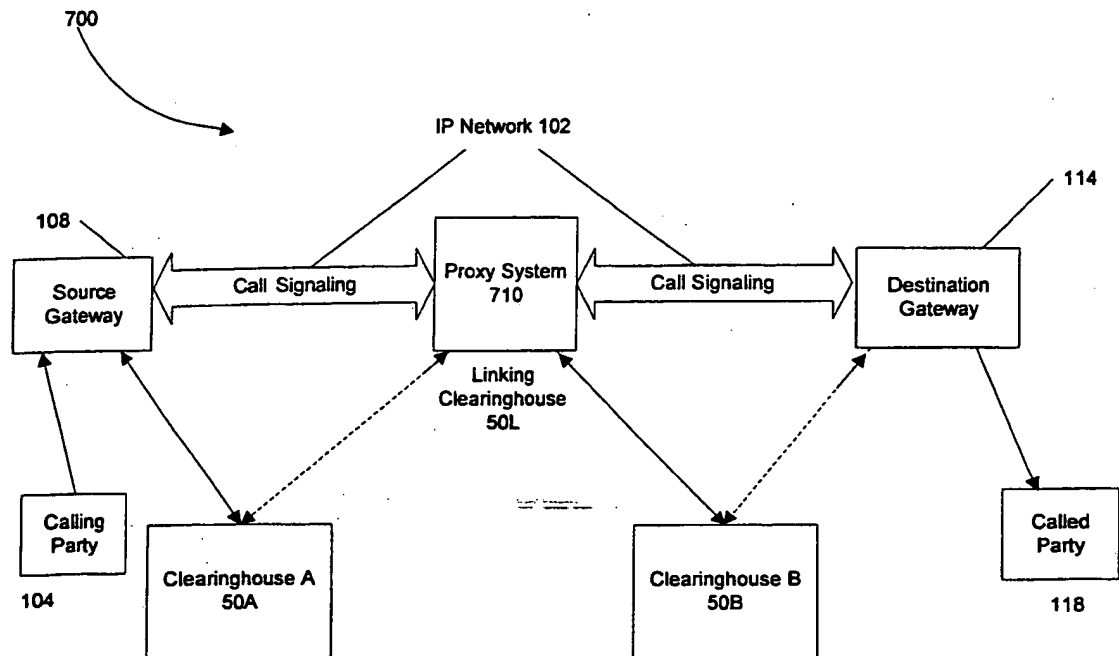 700
IP Network 102
114
108
Source
Gateway
Call Signaling
Proxy System
710
Call Signaling
Destination
Gateway
Linking
Clearinghouse
50L
Calling
Party
104
Clearinghouse A
50A
Clearinghouse B
50B
Called
Party
118